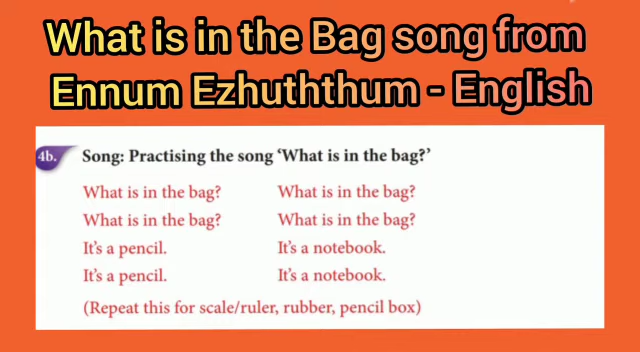 What is in the Bag song from
Ennum Ezhuththum - English
4b. Song: Practising the song ‘What is in the bag?’
What is in the bag? What is in the bag?
What is in the bag? What is in the bag?
It’s a pencil. It’s a notebook.
It’s a pencil. It’s a notebook.
(Repeat this for scale/ruler, rubber, pencil box)